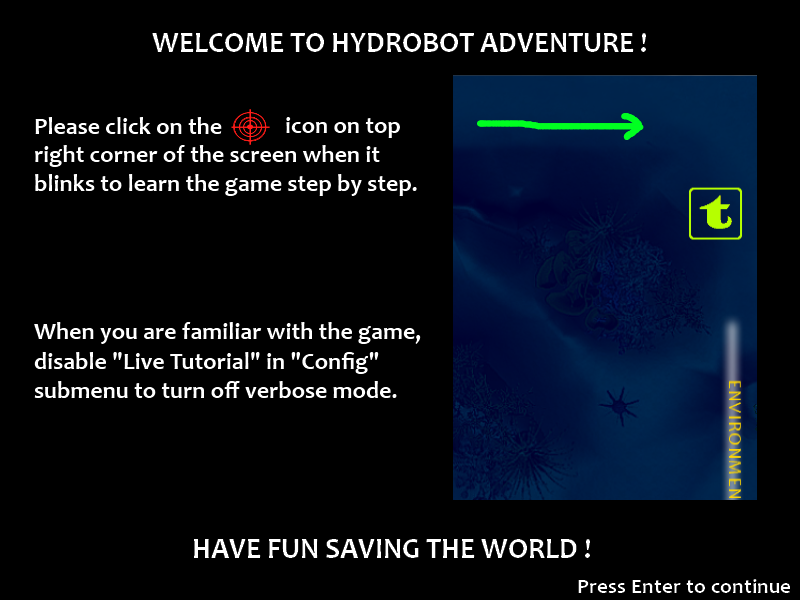 WELCOME TO HYDROBOT ADVENTURE !
Please click on the icon on top
right corner of the screen when it
blinks to learn the game step by step.
t
When you are familiar with the game,
disable "Live Tutorial" in "Config"
submenu to turn off verbose mode.
ENVIRONMEN
HAVE FUN SAVING THE WORLD !
Press Enter to continue